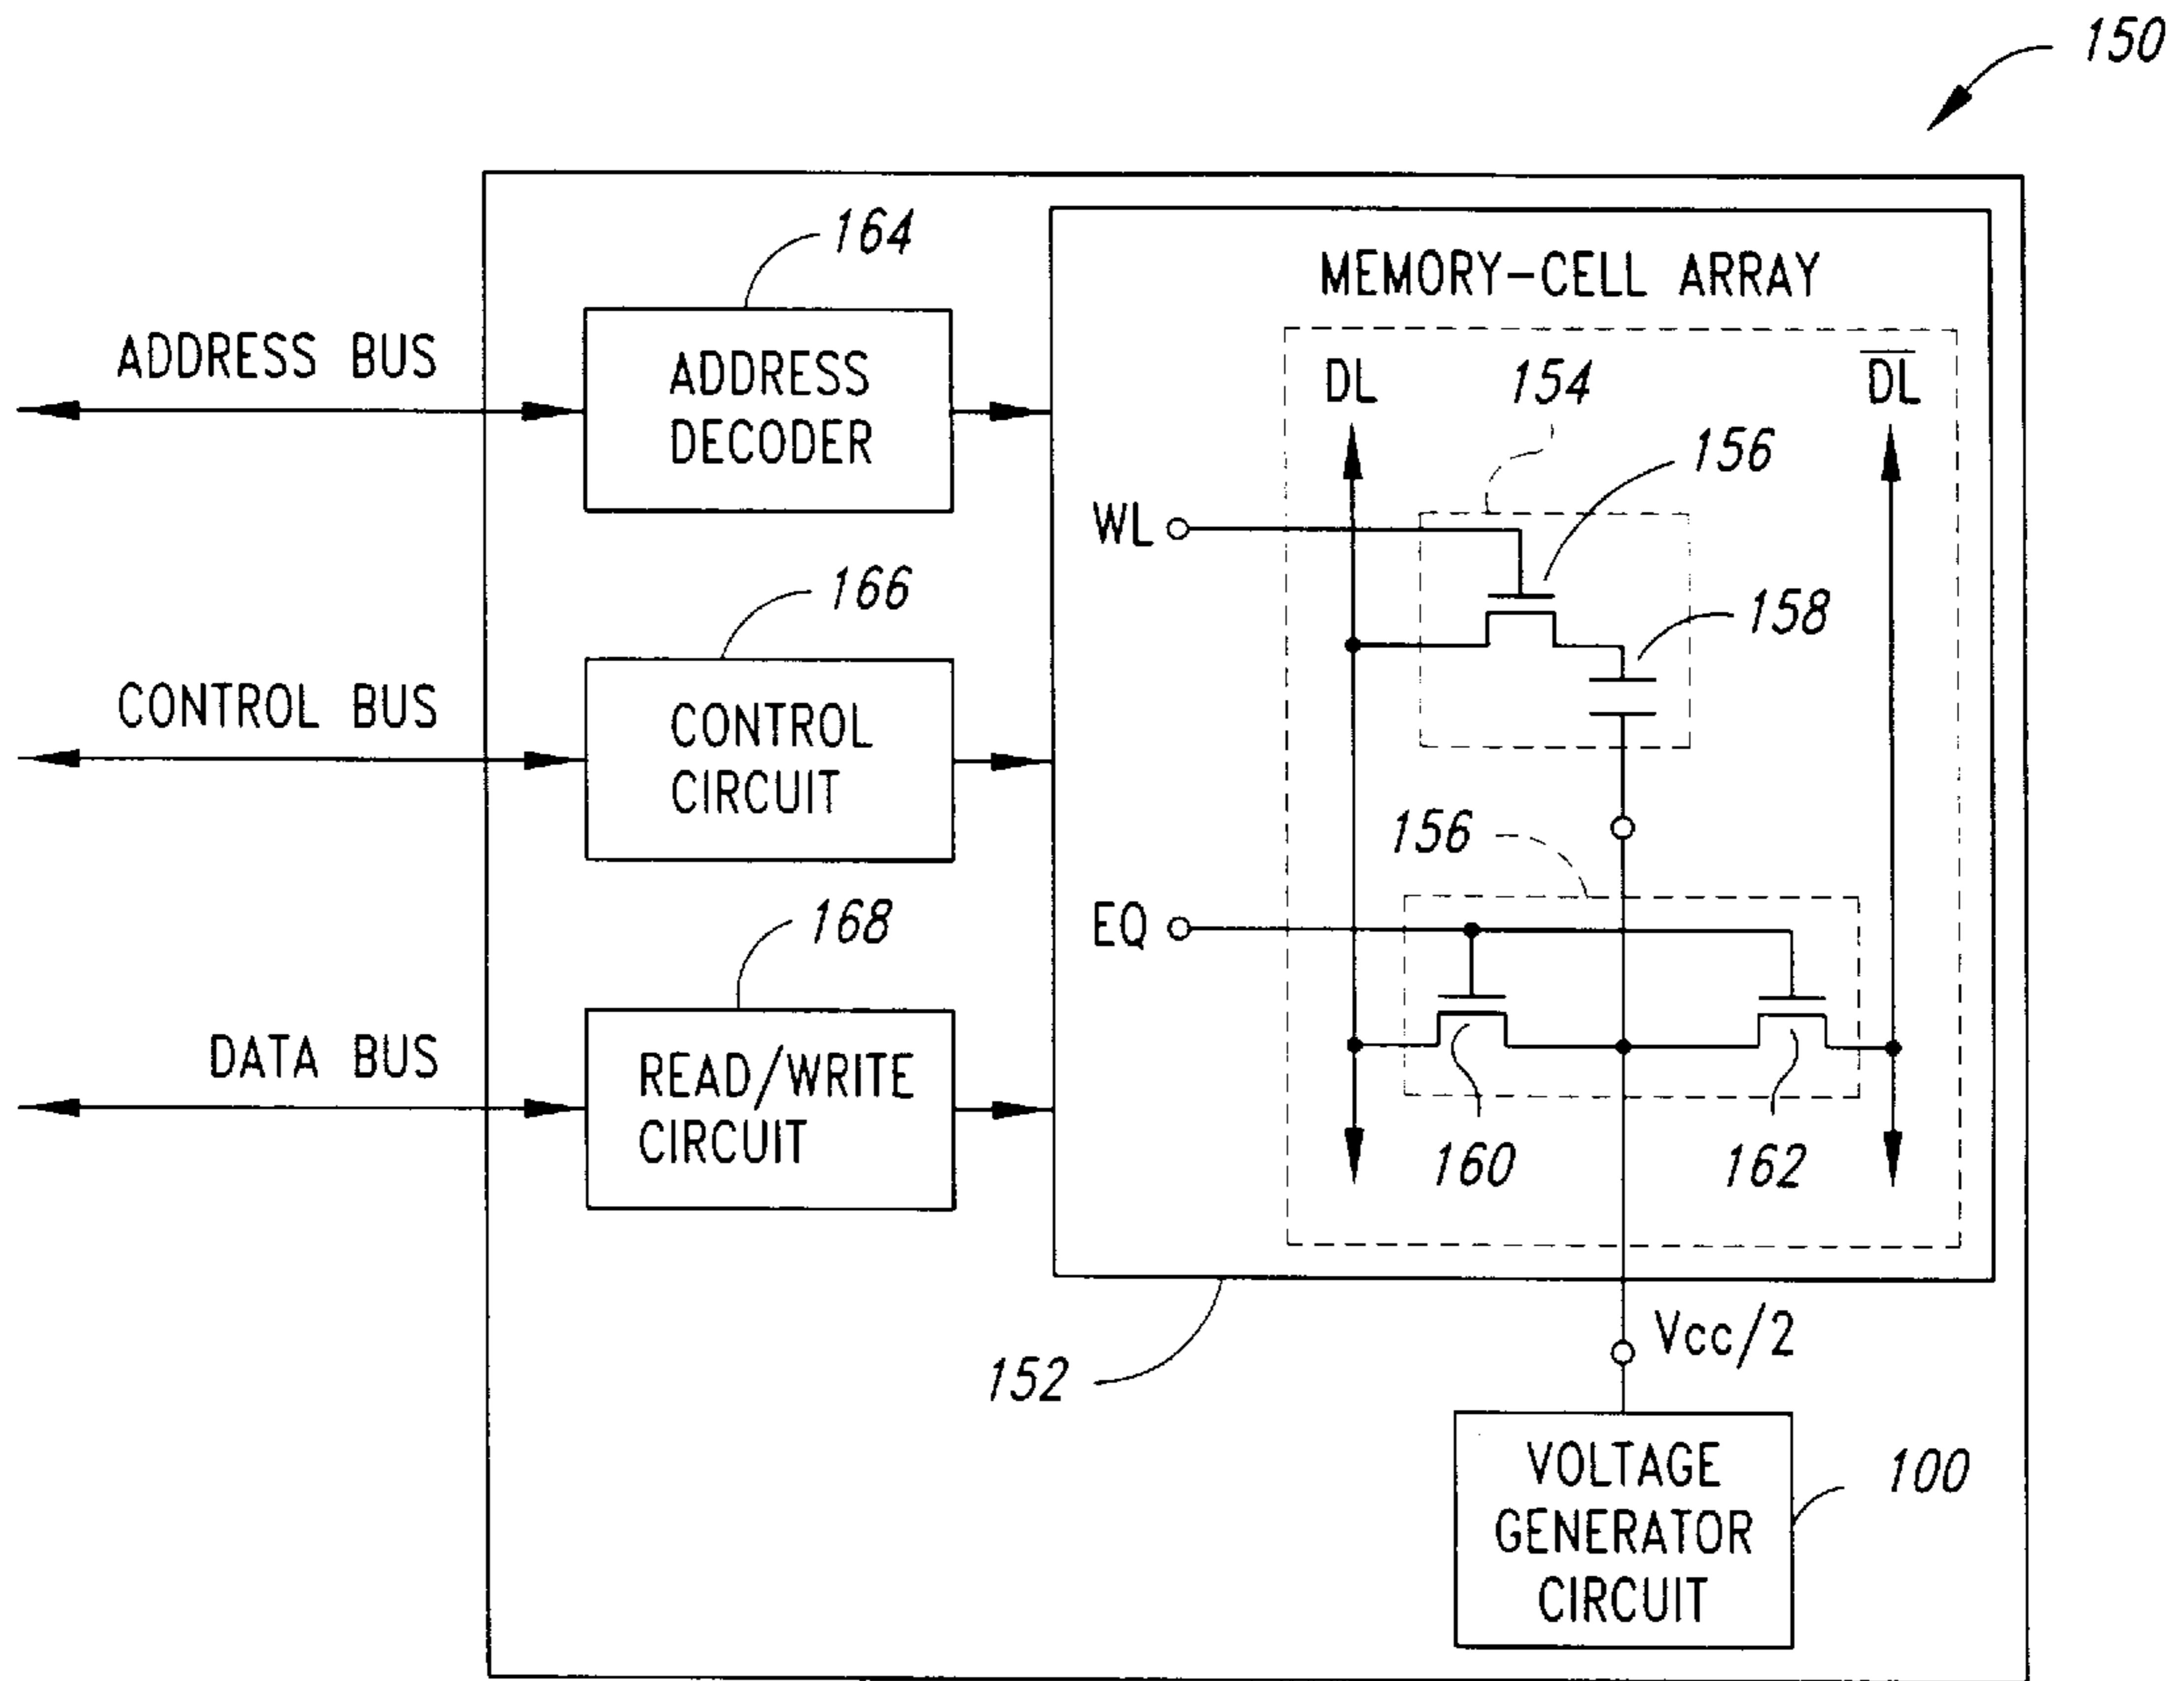 150
164
MEMORY-CELL ARRAY
ADDRESS BUS
ADDRESS
DECODER
DL
154
D̅L̅
156
WL
166
158
CONTROL BUS
CONTROL
CIRCUIT
156
168
EQ
DATA BUS
READ/WRITE
CIRCUIT
160
162
Vcc/2
152
VOLTAGE
GENERATOR
CIRCUIT
100